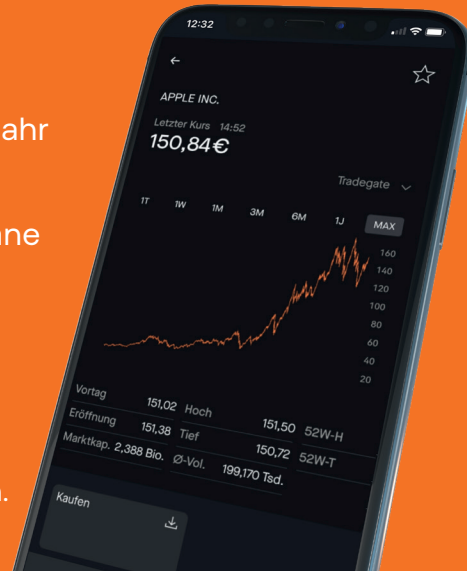 ahr
ne
.
12:32
APPLE INC.
Letzter Kurs 14:52
150,84€
Tradegate
1T 1W 1M 3M 6M 1J MAX
160
140
120
100
80
60
40
20
Vortag 151,02 Hoch 151,50 52W-H
Eröffnung 151,38 Tief 150,72 52W-T
Marktkap. 2,388 Bio. Ø-Vol. 199,170 Tsd.
Kaufen